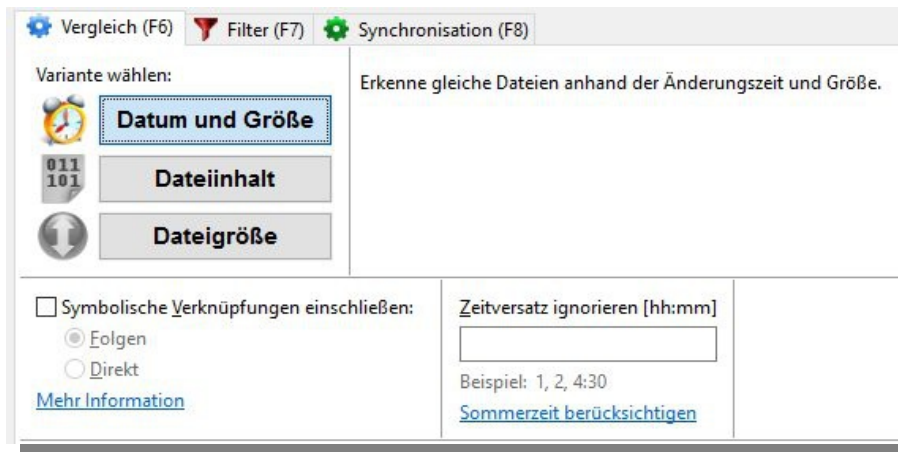 Vergleich (F6) Filter (F7) Synchronisation (F8)
Variante wählen:
Erkenne gleiche Dateien anhand der Änderungszeit und Größe.
Datum und Größe
011
101
Dateiinhalt
Dateigröße
Symbolische Verknüpfungen einschließen:
Folgen
Direkt
Mehr Information
Zeitversatz ignorieren [hh:mm]
Beispiel: 1, 2, 4:30
Sommerzeit berücksichtigen